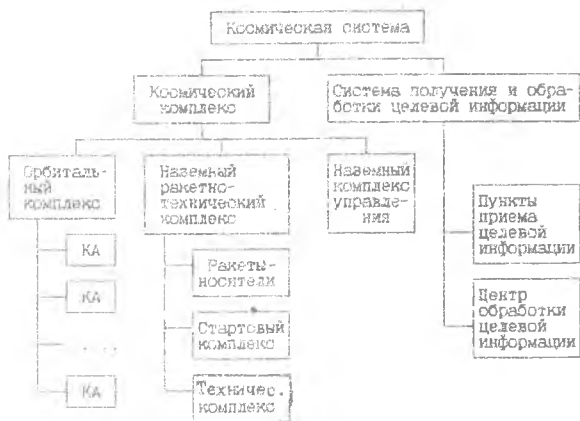 Космическая система
Космический
комплекс
Система получения и обра-
ботки целевой информации
Орбиталь-
ный
комплекс
КА
КА
. . . .
КА
Наземный
ракетно-
технический
комплекс
Ракеты-
носители
Стартовый
комплекс
Техничес.
комплекс
Наземный
комплекс
управле-
ния
Пункты
приема
целевой
информации
Центр
обработки
целевой
информации